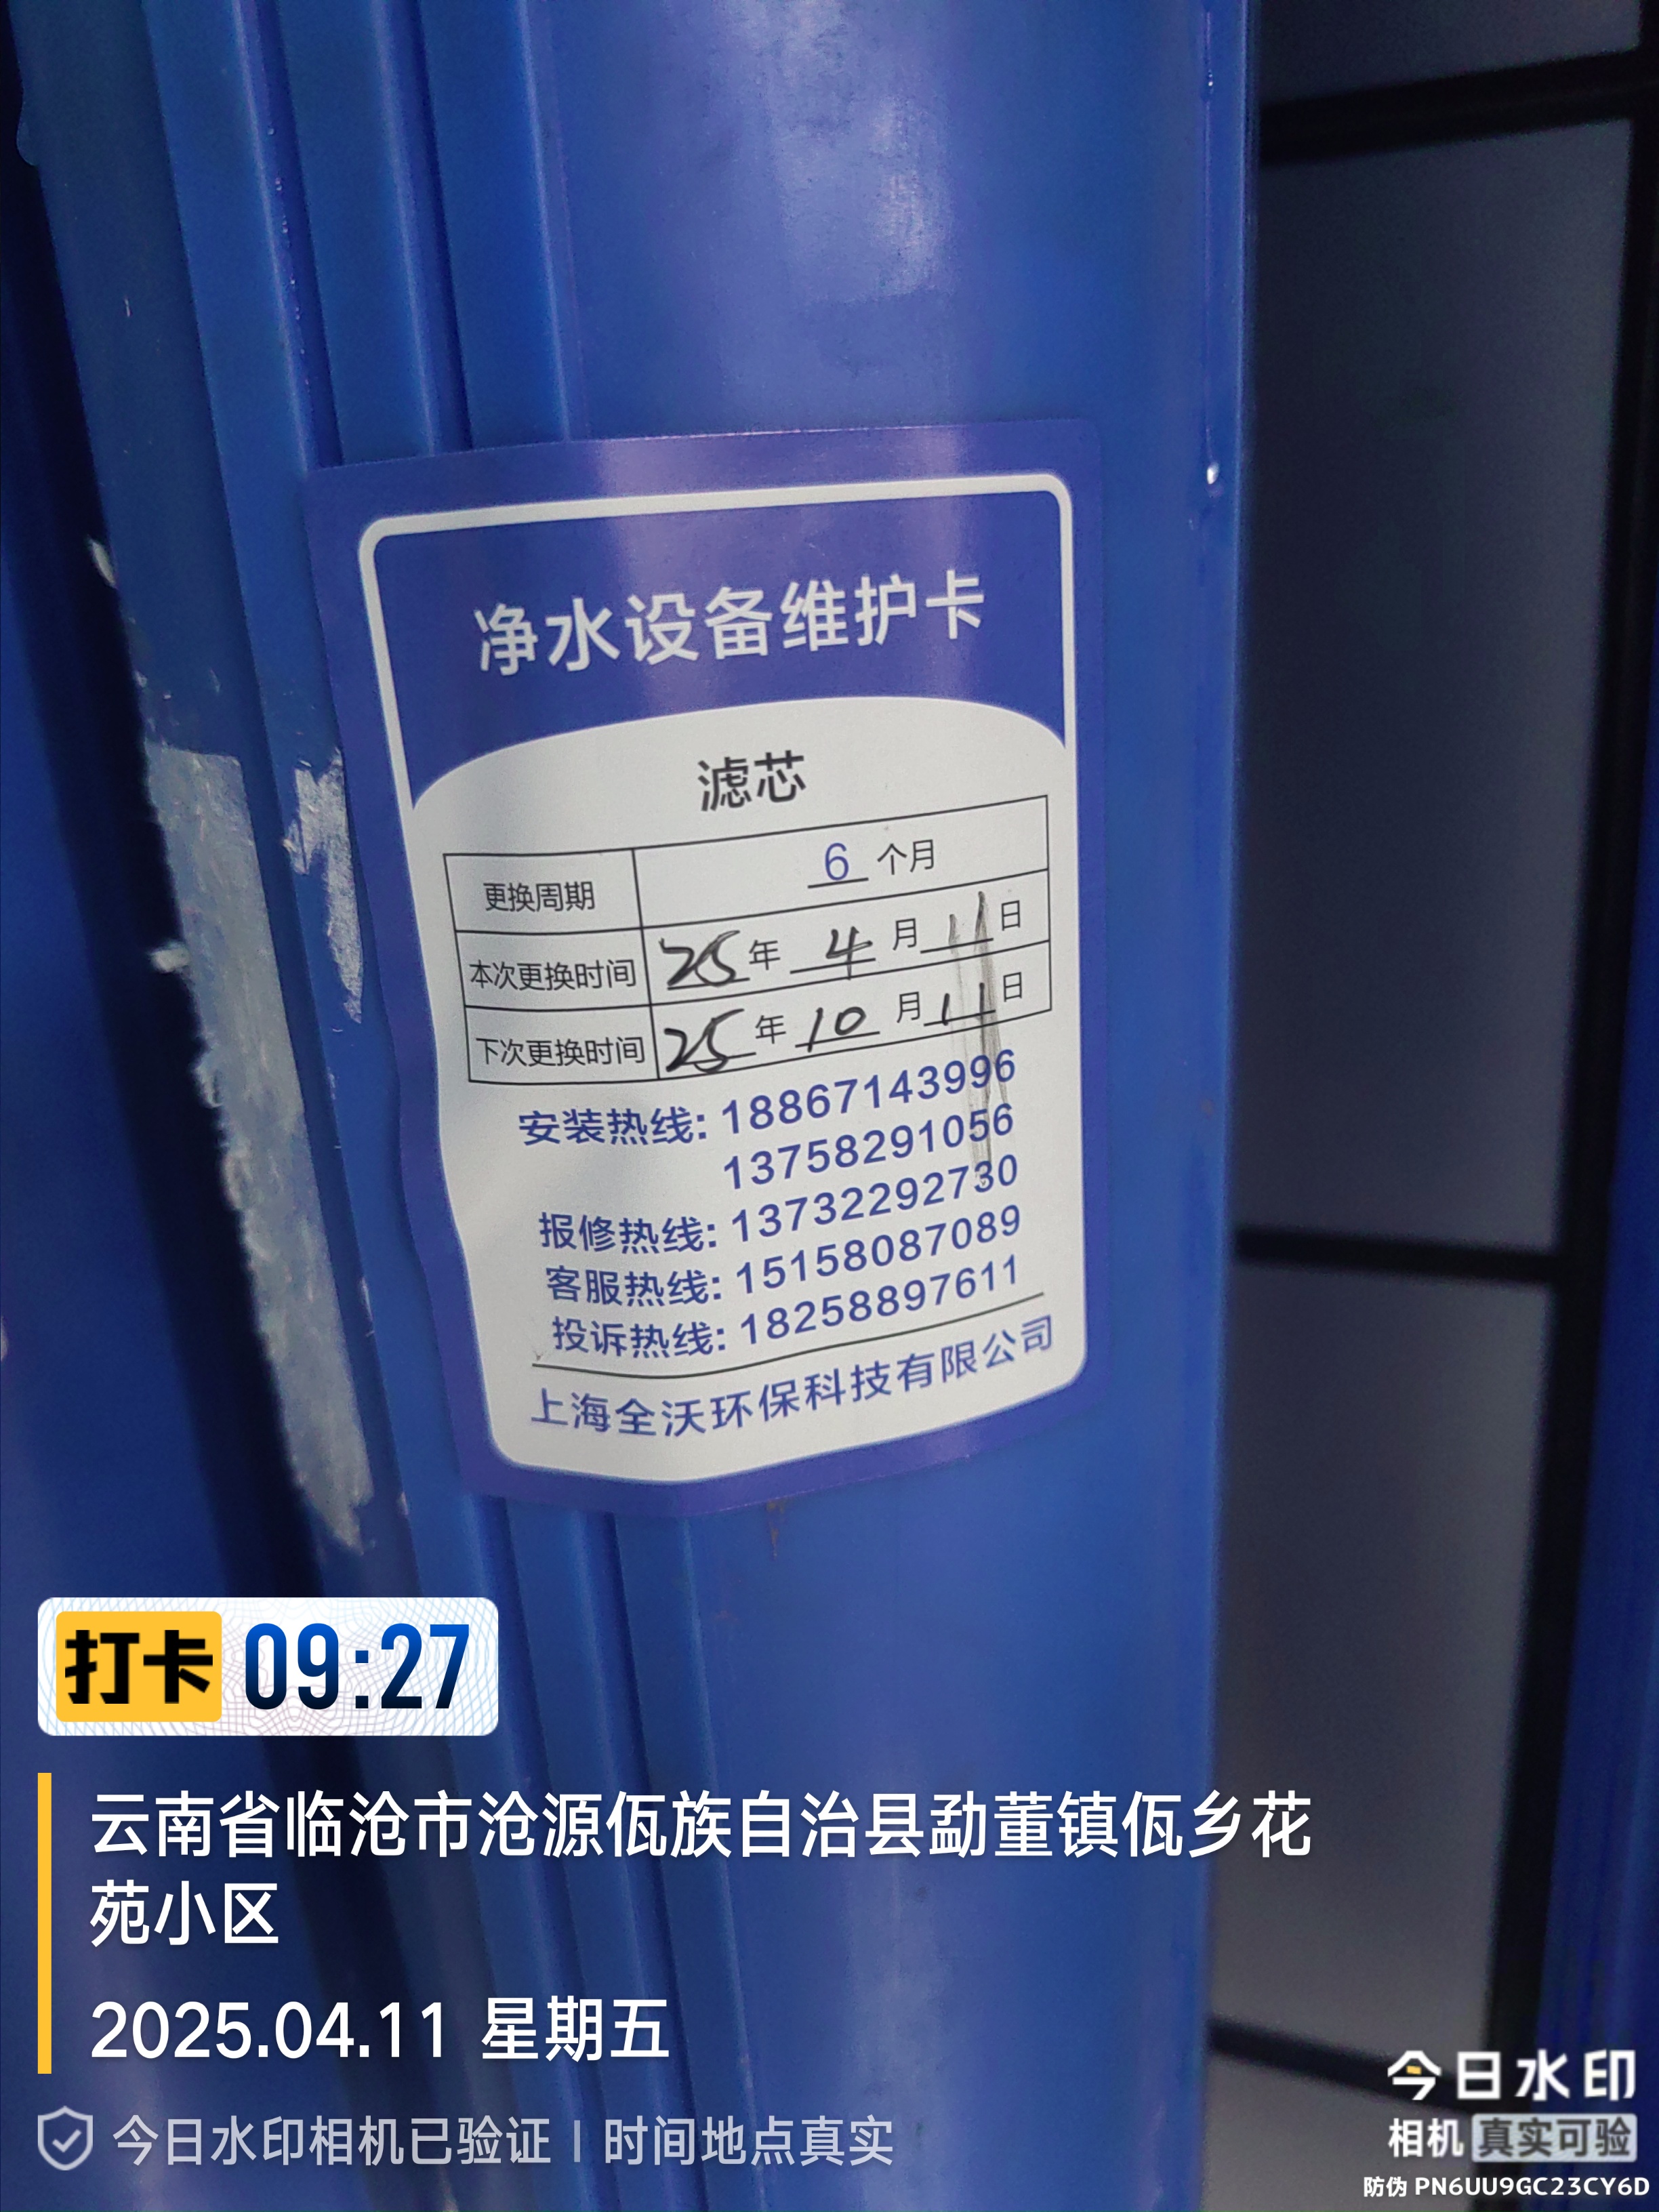 净水设备维护卡
滤芯
更换周期 6 个月
本次更换时间 25 年 4 月 11 日
下次更换时间 25 年 10 月 11 日
安装热线: 18867143996
13758291056
报修热线: 13732292730
客服热线: 15158087089
投诉热线: 18258897611
上海全沃环保科技有限公司
打卡 09:27
云南省临沧市沧源佤族自治县勐董镇佤乡花
苑小区
2025.04.11 星期五
今日水印相机已验证 | 时间地点真实
今日水印
相机 真实可验
防伪 PN6UU9GC23CY6D